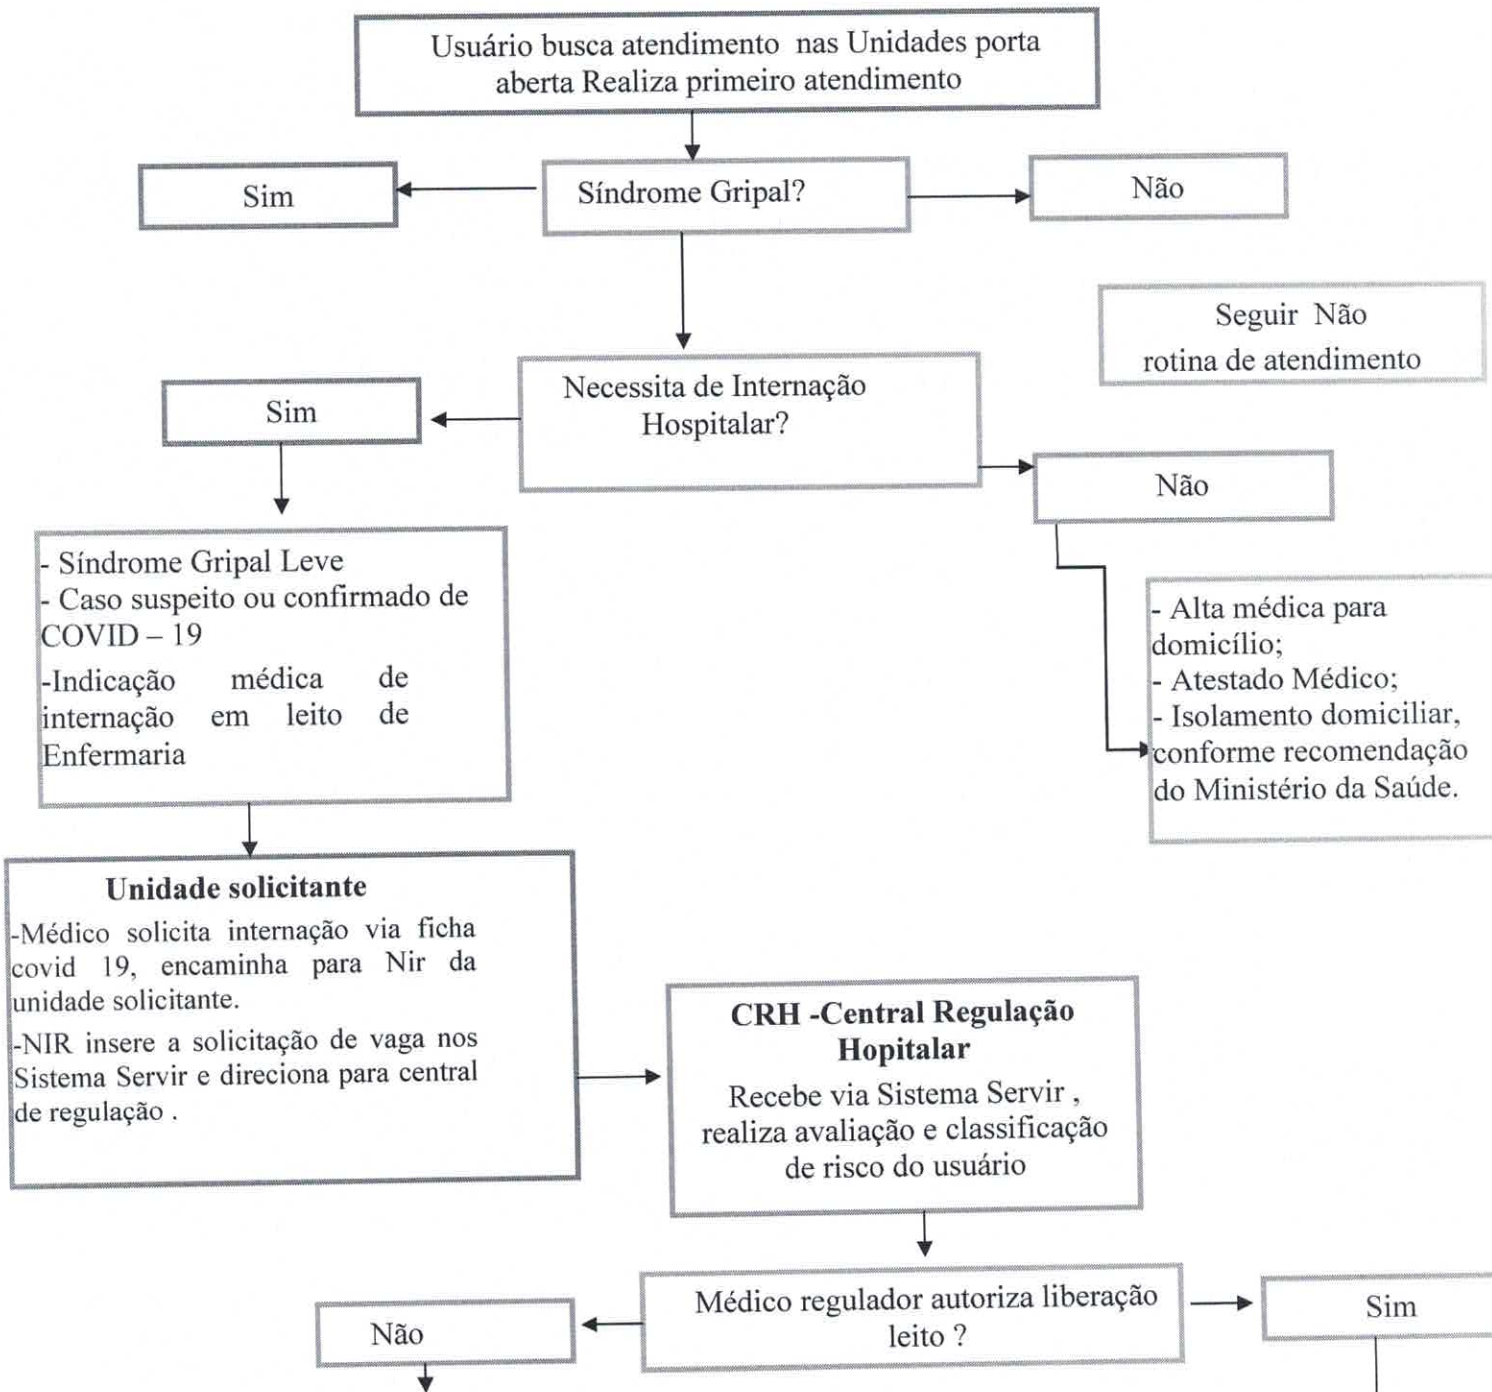 Usuário busca atendimento nas Unidades porta
aberta Realiza primeiro atendimento
Sim
Síndrome Gripal?
Não
Seguir Não
rotina de atendimento
Sim
Necessita de Internação
Hospitalar?
Não
- Síndrome Gripal Leve
- Caso suspeito ou confirmado de
COVID – 19
-Indicação médica de
internação em leito de
Enfermaria
- Alta médica para
domicílio;
- Atestado Médico;
- Isolamento domiciliar,
conforme recomendação
do Ministério da Saúde.
Unidade solicitante
-Médico solicita internação via ficha
covid 19, encaminha para Nir da
unidade solicitante.
-NIR insere a solicitação de vaga nos
Sistema Servir e direciona para central
de regulação .
CRH -Central Regulação
Hopitalar
Recebe via Sistema Servir ,
realiza avaliação e classificação
de risco do usuário
Não
Médico regulador autoriza liberação
leito ?
Sim